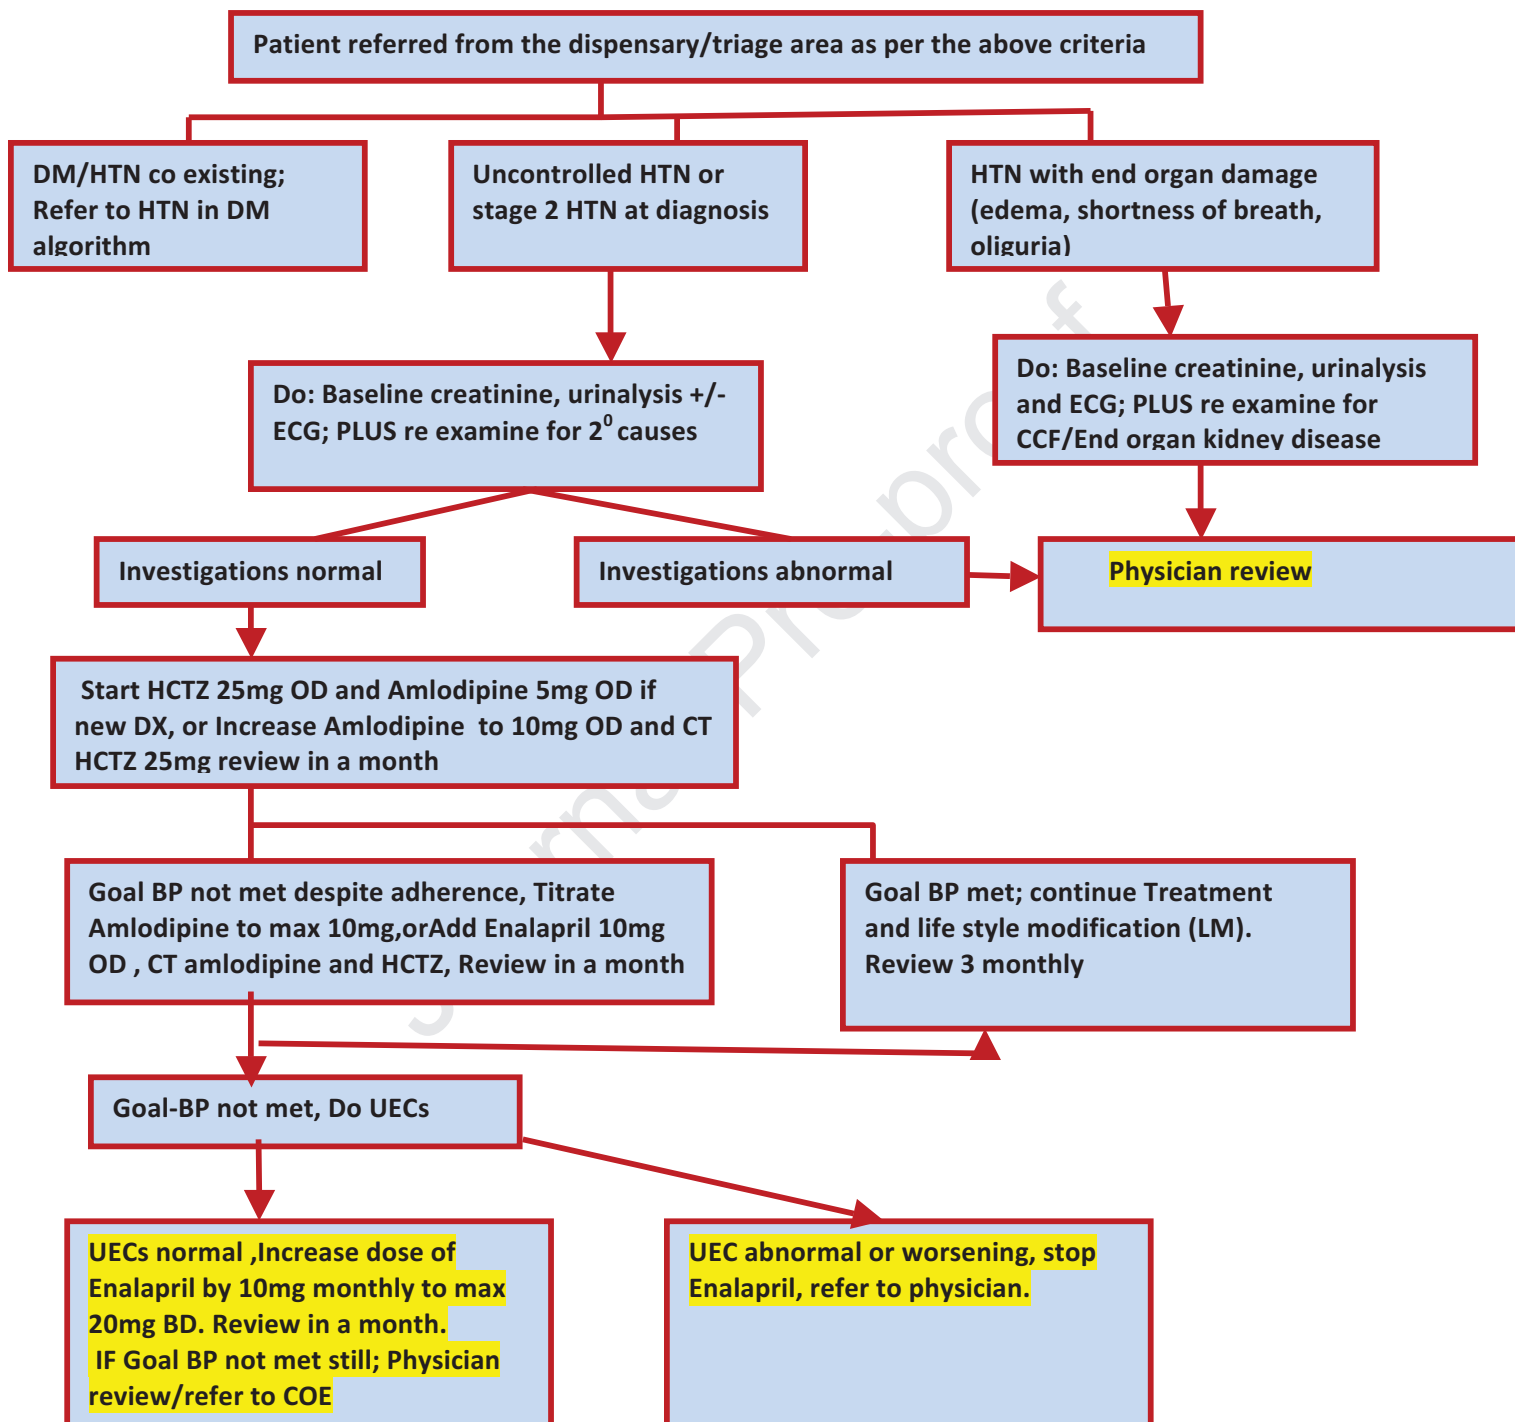 Patient referred from the dispensary/triage area as per the above criteria
DM/HTN co existing;
Refer to HTN in DM
algorithm
Uncontrolled HTN or
stage 2 HTN at diagnosis
HTN with end organ damage
(edema, shortness of breath,
oliguria)
Do: Baseline creatinine, urinalysis +/-
ECG; PLUS re examine for 2⁰ causes
Do: Baseline creatinine, urinalysis
and ECG; PLUS re examine for
CCF/End organ kidney disease
Investigations normal
Investigations abnormal
Physician review
Start HCTZ 25mg OD and Amlodipine 5mg OD if
new DX, or Increase Amlodipine to 10mg OD and CT
HCTZ 25mg review in a month
Goal BP not met despite adherence, Titrate
Amlodipine to max 10mg,orAdd Enalapril 10mg
OD , CT amlodipine and HCTZ, Review in a month
Goal BP met; continue Treatment
and life style modification (LM).
Review 3 monthly
Goal-BP not met, Do UECs
UECs normal ,Increase dose of
Enalapril by 10mg monthly to max
20mg BD. Review in a month.
IF Goal BP not met still; Physician
review/refer to COE
UEC abnormal or worsening, stop
Enalapril, refer to physician.
Journal Pre-proof